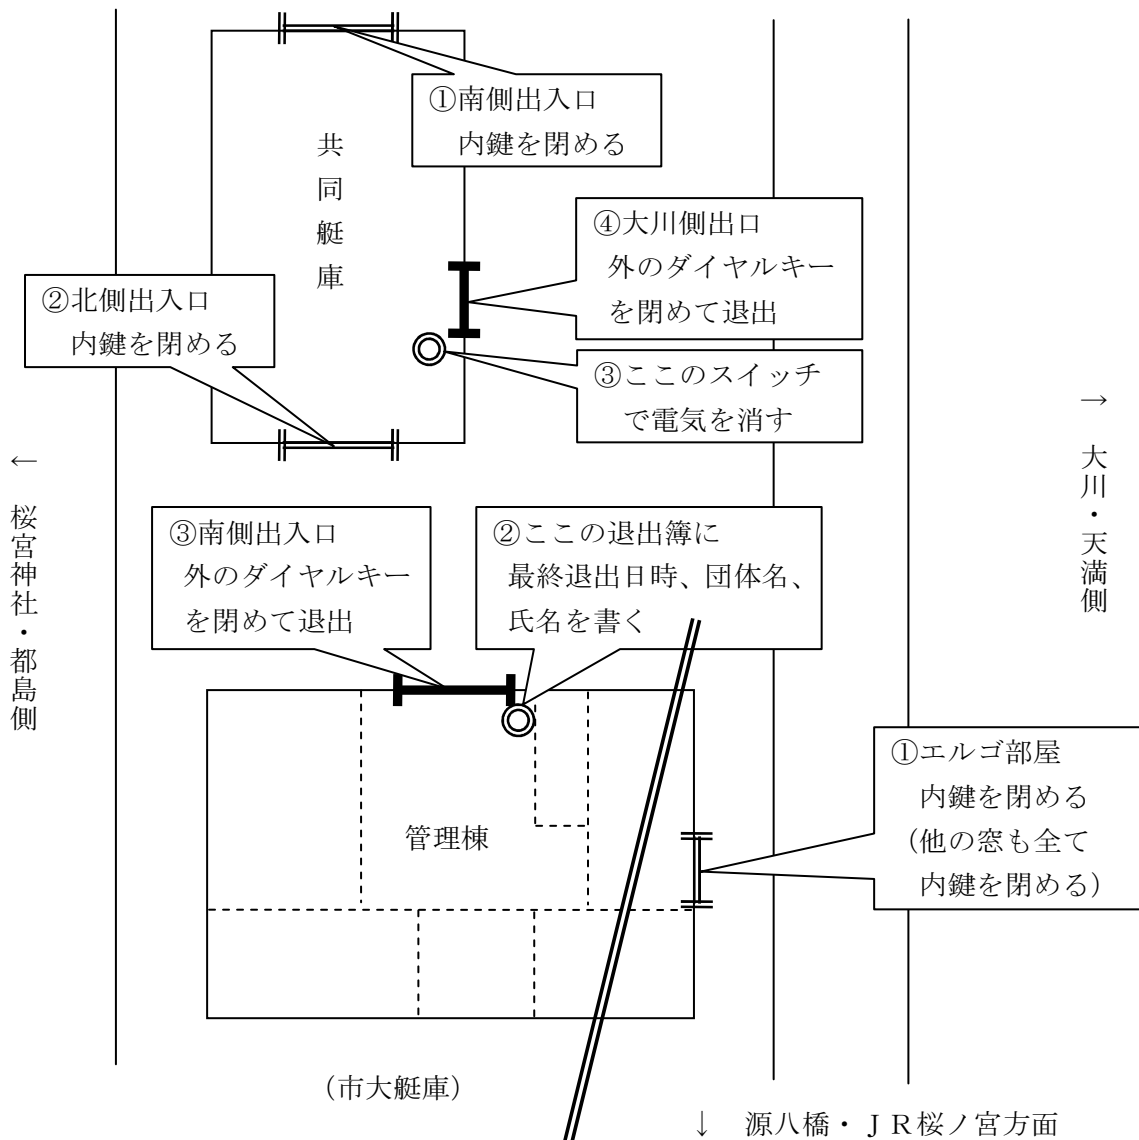 ①南側出入口
内鍵を閉める
共同艇庫
④大川側出口
外のダイヤルキー
を閉めて退出
②北側出入口
内鍵を閉める
③ここのスイッチ
で電気を消す
← 桜宮神社・都島側
→ 大川・天満側
③南側出入口
外のダイヤルキー
を閉めて退出
②ここの退出簿に
最終退出日時、団体名、
氏名を書く
①エルゴ部屋
内鍵を閉める
(他の窓も全て
内鍵を閉める)
管理棟
(市大艇庫)
↓ 源八橋・ＪＲ桜ノ宮方面